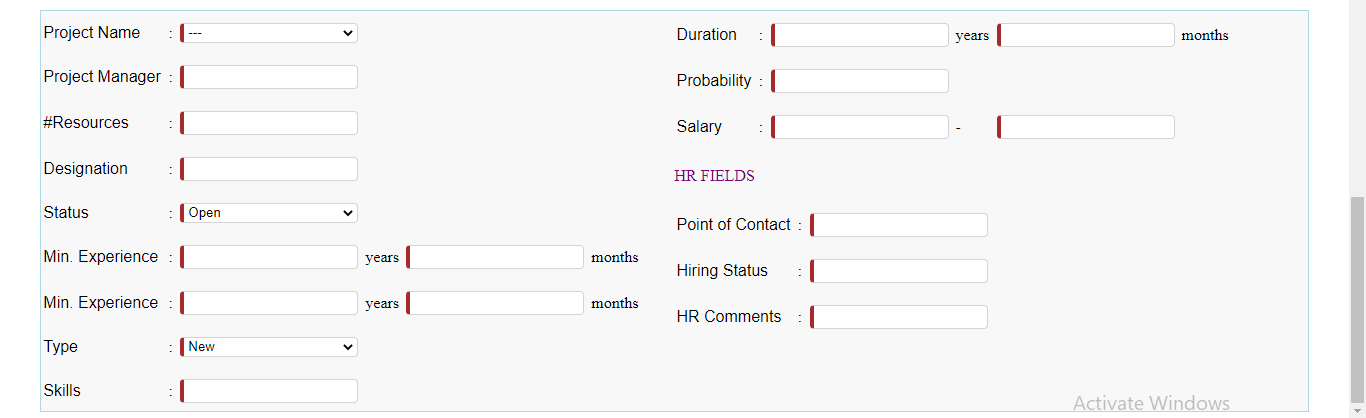 Project Name : ---
Project Manager :
#Resources :
Designation :
Status : Open
Min. Experience : years months
Min. Experience : years months
Type : New
Skills :
Duration : years months
Probability :
Salary : -
HR FIELDS
Point of Contact :
Hiring Status :
HR Comments :
Activate Windows